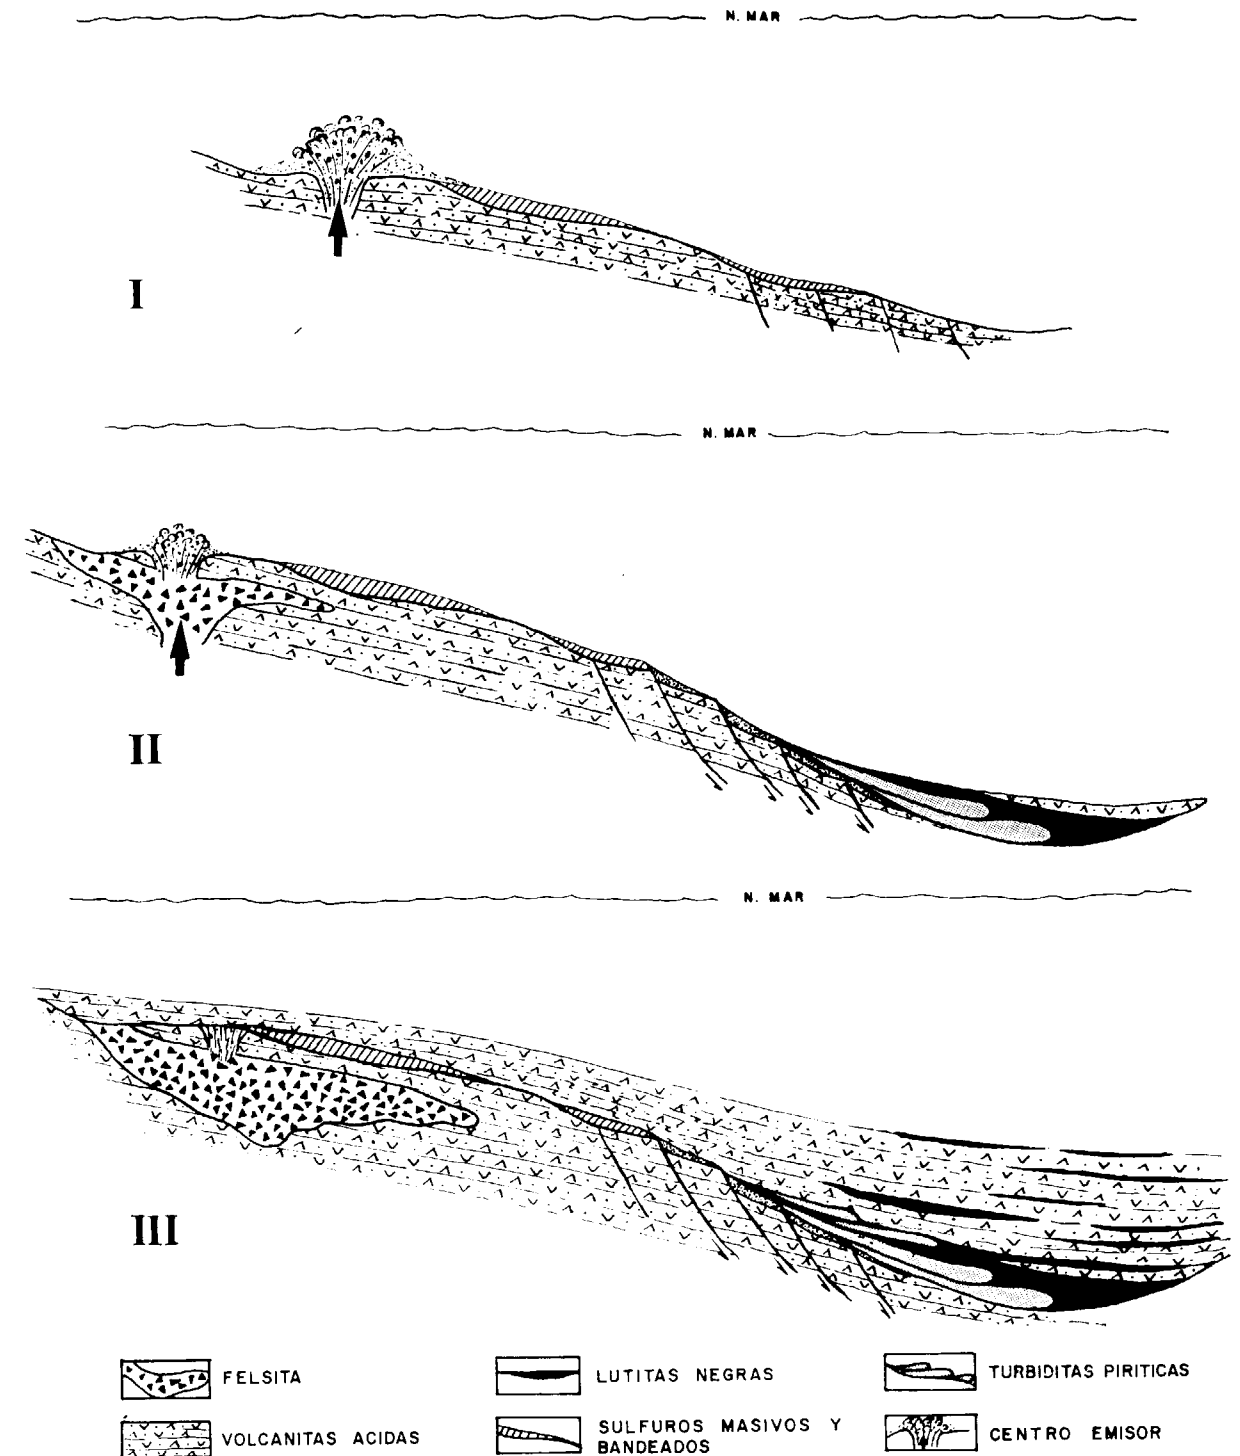 N. MAR
I
N. MAR
II
N. MAR
III
FELSITA
LUTITAS NEGRAS
TURBIDITAS PIRITICAS
VOLCANITAS ACIDAS
SULFUROS MASIVOS Y
BANDEADOS
CENTRO EMISOR